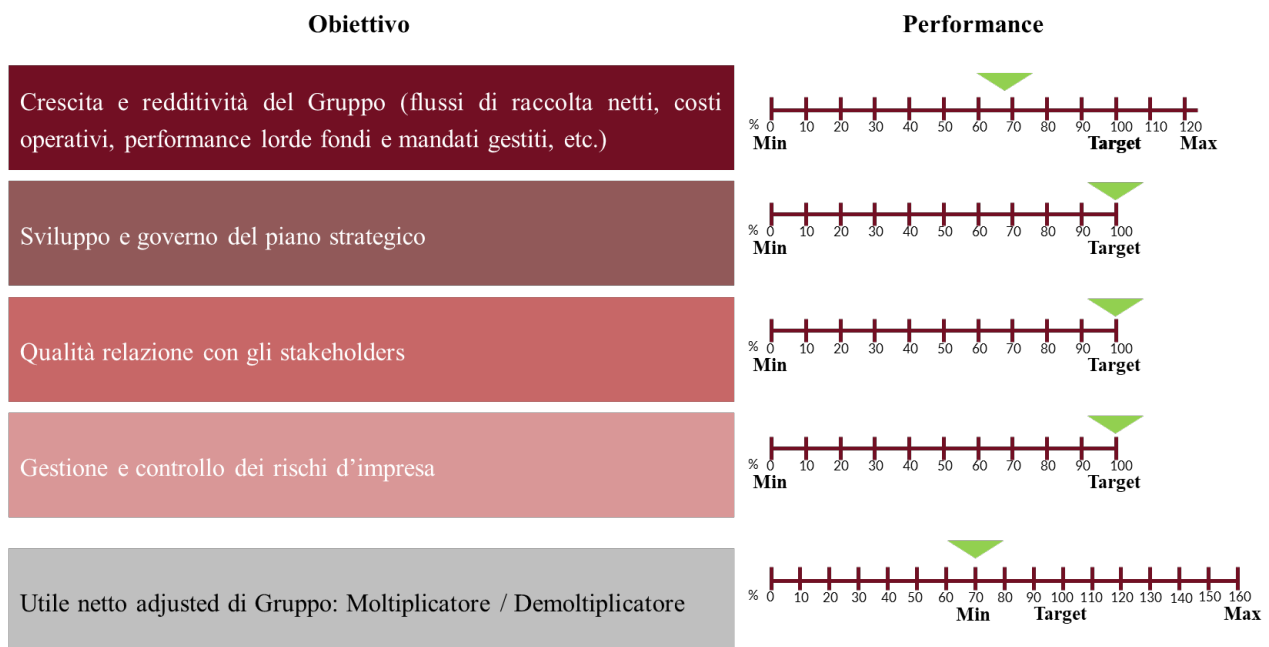 Obiettivo
Performance
Crescita e redditività del Gruppo (flussi di raccolta netti, costi
operativi, performance lorde fondi e mandati gestiti, etc.)
% 0 10 20 30 40 50 60 70 80 90 100 110 120
Min Target Max
Sviluppo e governo del piano strategico
% 0 10 20 30 40 50 60 70 80 90 100
Min Target
Qualità relazione con gli stakeholders
% 0 10 20 30 40 50 60 70 80 90 100
Min Target
Gestione e controllo dei rischi d’impresa
% 0 10 20 30 40 50 60 70 80 90 100
Min Target
Utile netto adjusted di Gruppo: Moltiplicatore / Demoltiplicatore
% 0 10 20 30 40 50 60 70 80 90 100 110 120 130 140 150 160
Min Target Max